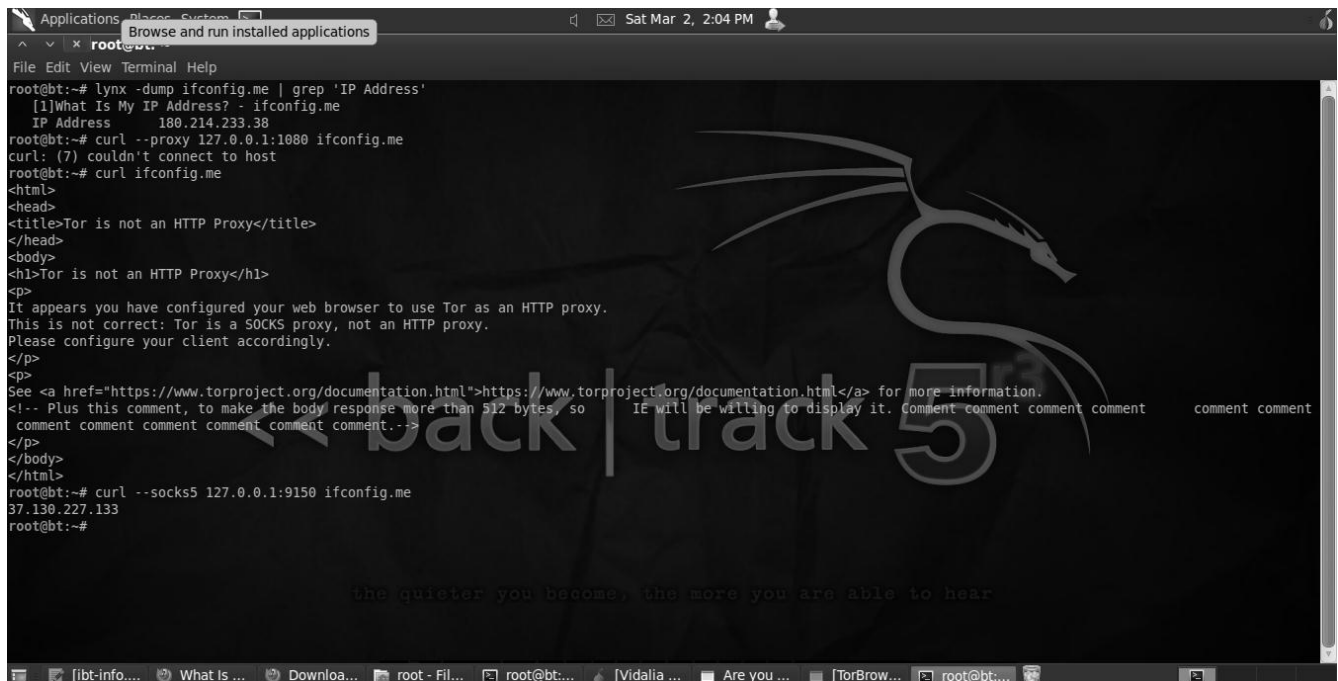 Applications Places System
Sat Mar 2, 2:04 PM
Browse and run installed applications
root@bt: ~
File Edit View Terminal Help
root@bt:~# lynx -dump ifconfig.me | grep 'IP Address'
[1]What Is My IP Address? - ifconfig.me
IP Address 180.214.233.38
root@bt:~# curl --proxy 127.0.0.1:1080 ifconfig.me
curl: (7) couldn't connect to host
root@bt:~# curl ifconfig.me
<html>
<head>
<title>Tor is not an HTTP Proxy</title>
</head>
<body>
<h1>Tor is not an HTTP Proxy</h1>
<p>
It appears you have configured your web browser to use Tor as an HTTP proxy.
This is not correct: Tor is a SOCKS proxy, not an HTTP proxy.
Please configure your client accordingly.
</p>
<p>
See <a href="https://www.torproject.org/documentation.html">https://www.torproject.org/documentation.html</a> for more information.
<!-- Plus this comment, to make the body response more than 512 bytes, so IE will be willing to display it. Comment comment comment comment comment comment
comment comment comment comment comment comment.-->
</p>
</body>
</html>
root@bt:~# curl --socks5 127.0.0.1:9150 ifconfig.me
37.130.227.133
root@bt:~#
<< back | track 5 r3
the quieter you become, the more you are able to hear
[ibt-info.... What Is ... Downloa... root - Fil... root@bt:... [Vidalia ... Are you ... [TorBrow... root@bt:...